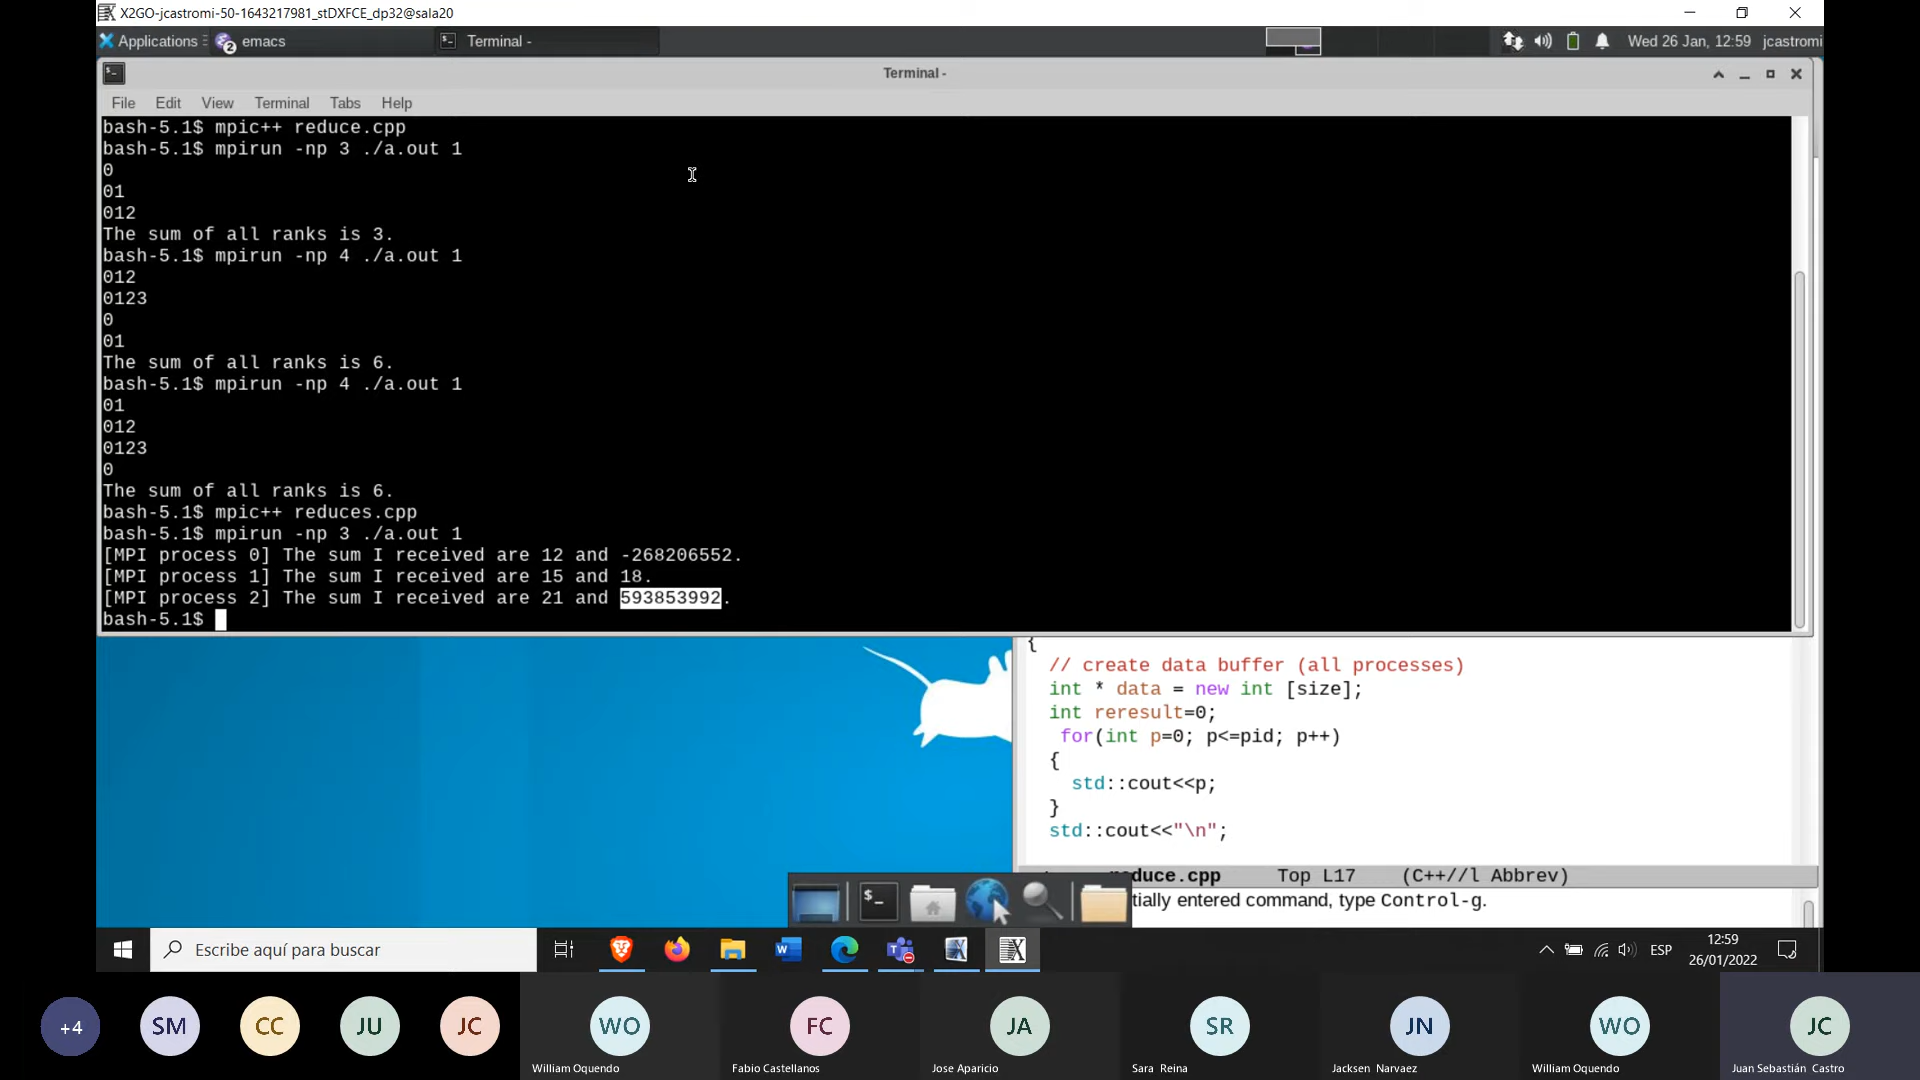 X2GO-jcastromi-50-1643217981_stDXFCE_dp32@sala20
Applications
2
emacs
Terminal -
Wed 26 Jan, 12:59
jcastromi
Terminal -
File Edit View Terminal Tabs Help
bash-5.1$ mpic++ reduce.cpp
bash-5.1$ mpirun -np 3 ./a.out 1
0
01
012
The sum of all ranks is 3.
bash-5.1$ mpirun -np 4 ./a.out 1
012
0123
0
01
The sum of all ranks is 6.
bash-5.1$ mpirun -np 4 ./a.out 1
01
012
0123
0
The sum of all ranks is 6.
bash-5.1$ mpic++ reduces.cpp
bash-5.1$ mpirun -np 3 ./a.out 1
[MPI process 0] The sum I received are 12 and -268206552.
[MPI process 1] The sum I received are 15 and 18.
[MPI process 2] The sum I received are 21 and 593853992.
bash-5.1$
{
// create data buffer (all processes)
int * data = new int [size];
int reresult=0;
for(int p=0; p<=pid; p++)
{
std::cout<<p;
}
std::cout<<"\n";
duce.cpp Top L17 (C++//l Abbrev)
tially entered command, type Control-g.
Escribe aquí para buscar
ESP
12:59
26/01/2022
+4
SM
CC
JU
JC
WO
William Oquendo
FC
Fabio Castellanos
JA
Jose Aparicio
SR
Sara Reina
JN
Jacksen Narvaez
WO
William Oquendo
JC
Juan Sebastián Castro